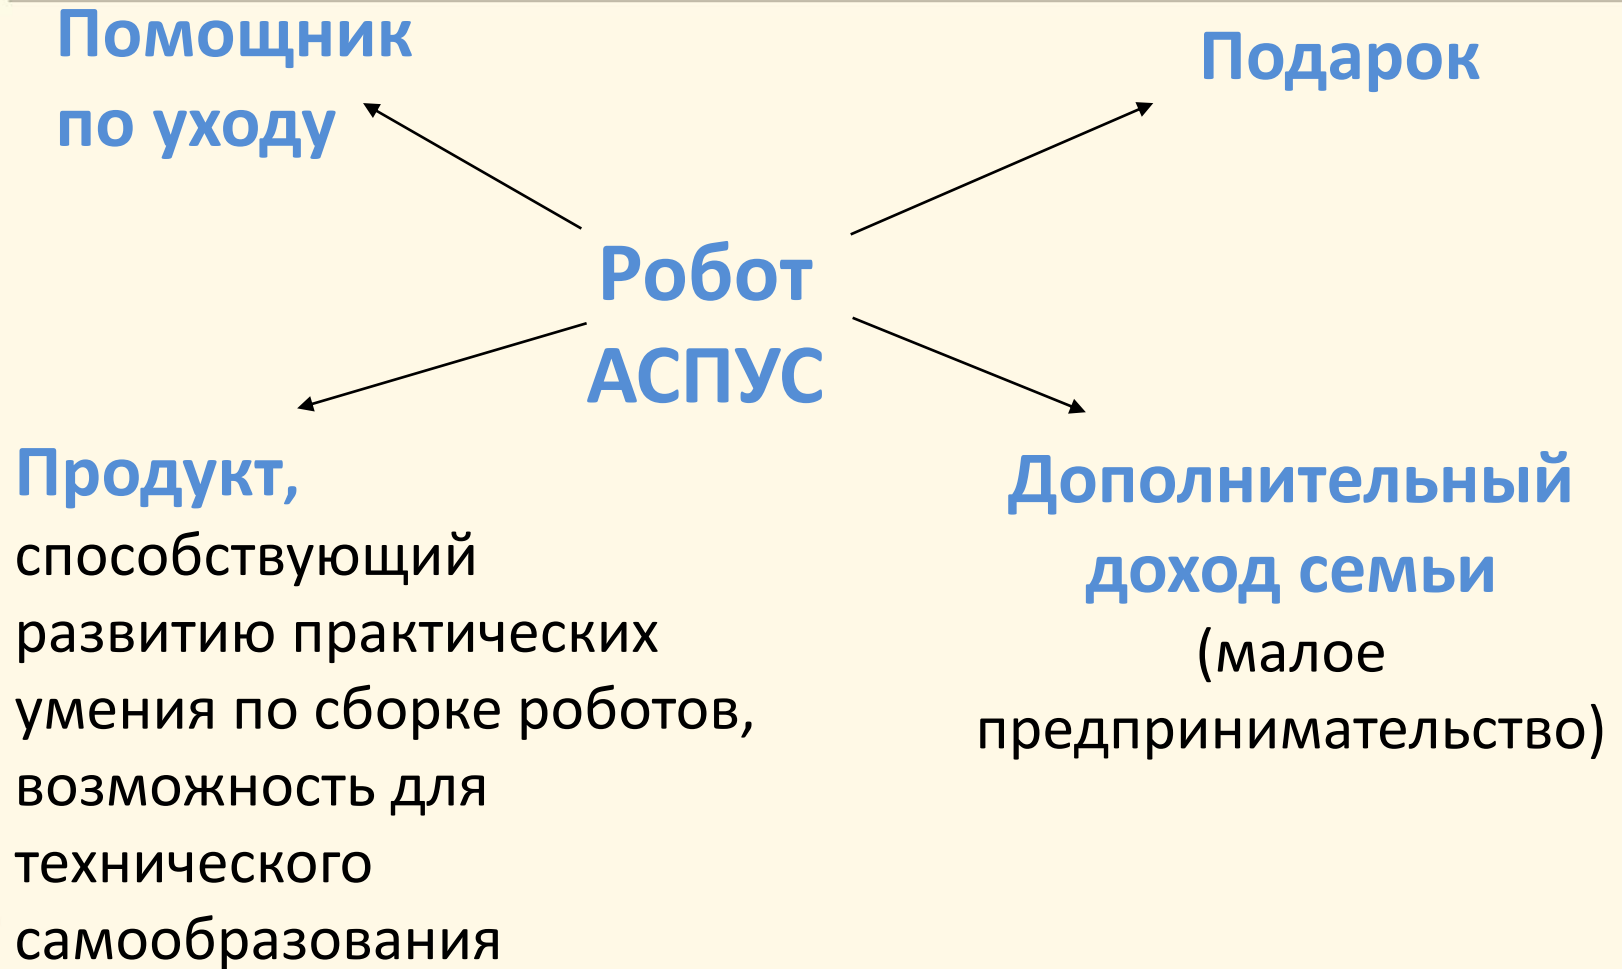 Помощник
по уходу
Подарок
Робот
АСПУС
Продукт,
способствующий
развитию практических
умения по сборке роботов,
возможность для
технического
самообразования
Дополнительный
доход семьи
(малое
предпринимательство)